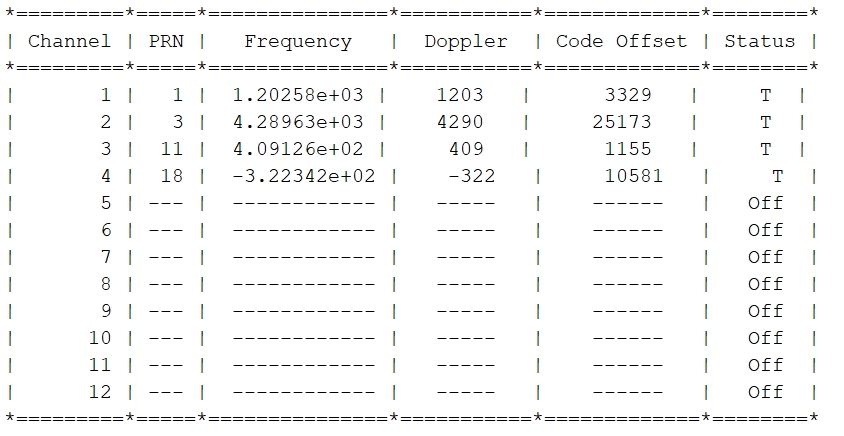 *=========*=====*===============*===========*=============*========*
| Channel | PRN |   Frequency   |  Doppler  | Code Offset | Status |
*=========*=====*===============*===========*=============*========*
|       1 |   1 |  1.20258e+03 |    1203   |      3329   |     T  |
|       2 |   3 |  4.28963e+03 |    4290   |     25173   |     T  |
|       3 |  11 |  4.09126e+02 |     409   |      1155   |     T  |
|       4 |  18 |  -3.22342e+02 |    -322   |     10581   |     T  |
|       5 | --- |  ------------ |   -----   |    ------   |   Off  |
|       6 | --- |  ------------ |   -----   |    ------   |   Off  |
|       7 | --- |  ------------ |   -----   |    ------   |   Off  |
|       8 | --- |  ------------ |   -----   |    ------   |   Off  |
|       9 | --- |  ------------ |   -----   |    ------   |   Off  |
|      10 | --- |  ------------ |   -----   |    ------   |   Off  |
|      11 | --- |  ------------ |   -----   |    ------   |   Off  |
|      12 | --- |  ------------ |   -----   |    ------   |   Off  |
*=========*=====*===============*===========*=============*========*